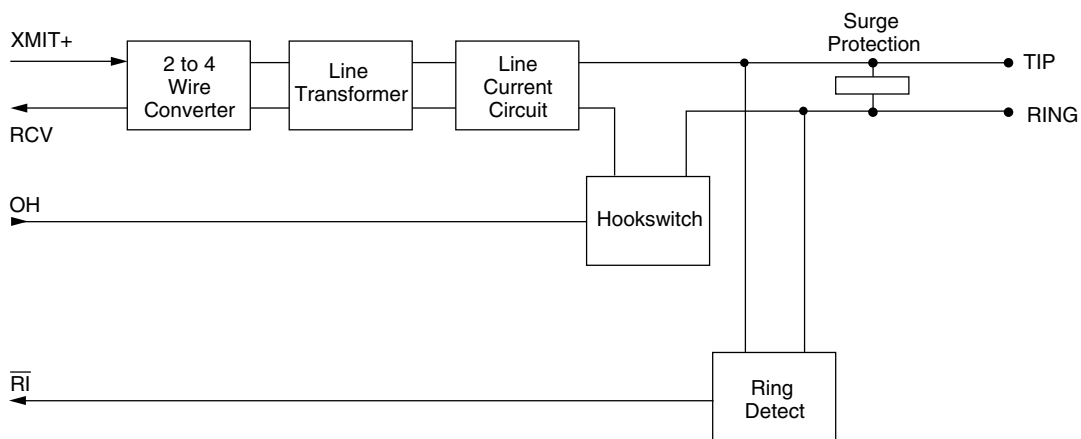 Surge
Protection
XMIT+
2 to 4
Wire
Converter
Line
Transformer
Line
Current
Circuit
TIP
RING
RCV
OH
Hookswitch
R̅I̅
Ring
Detect